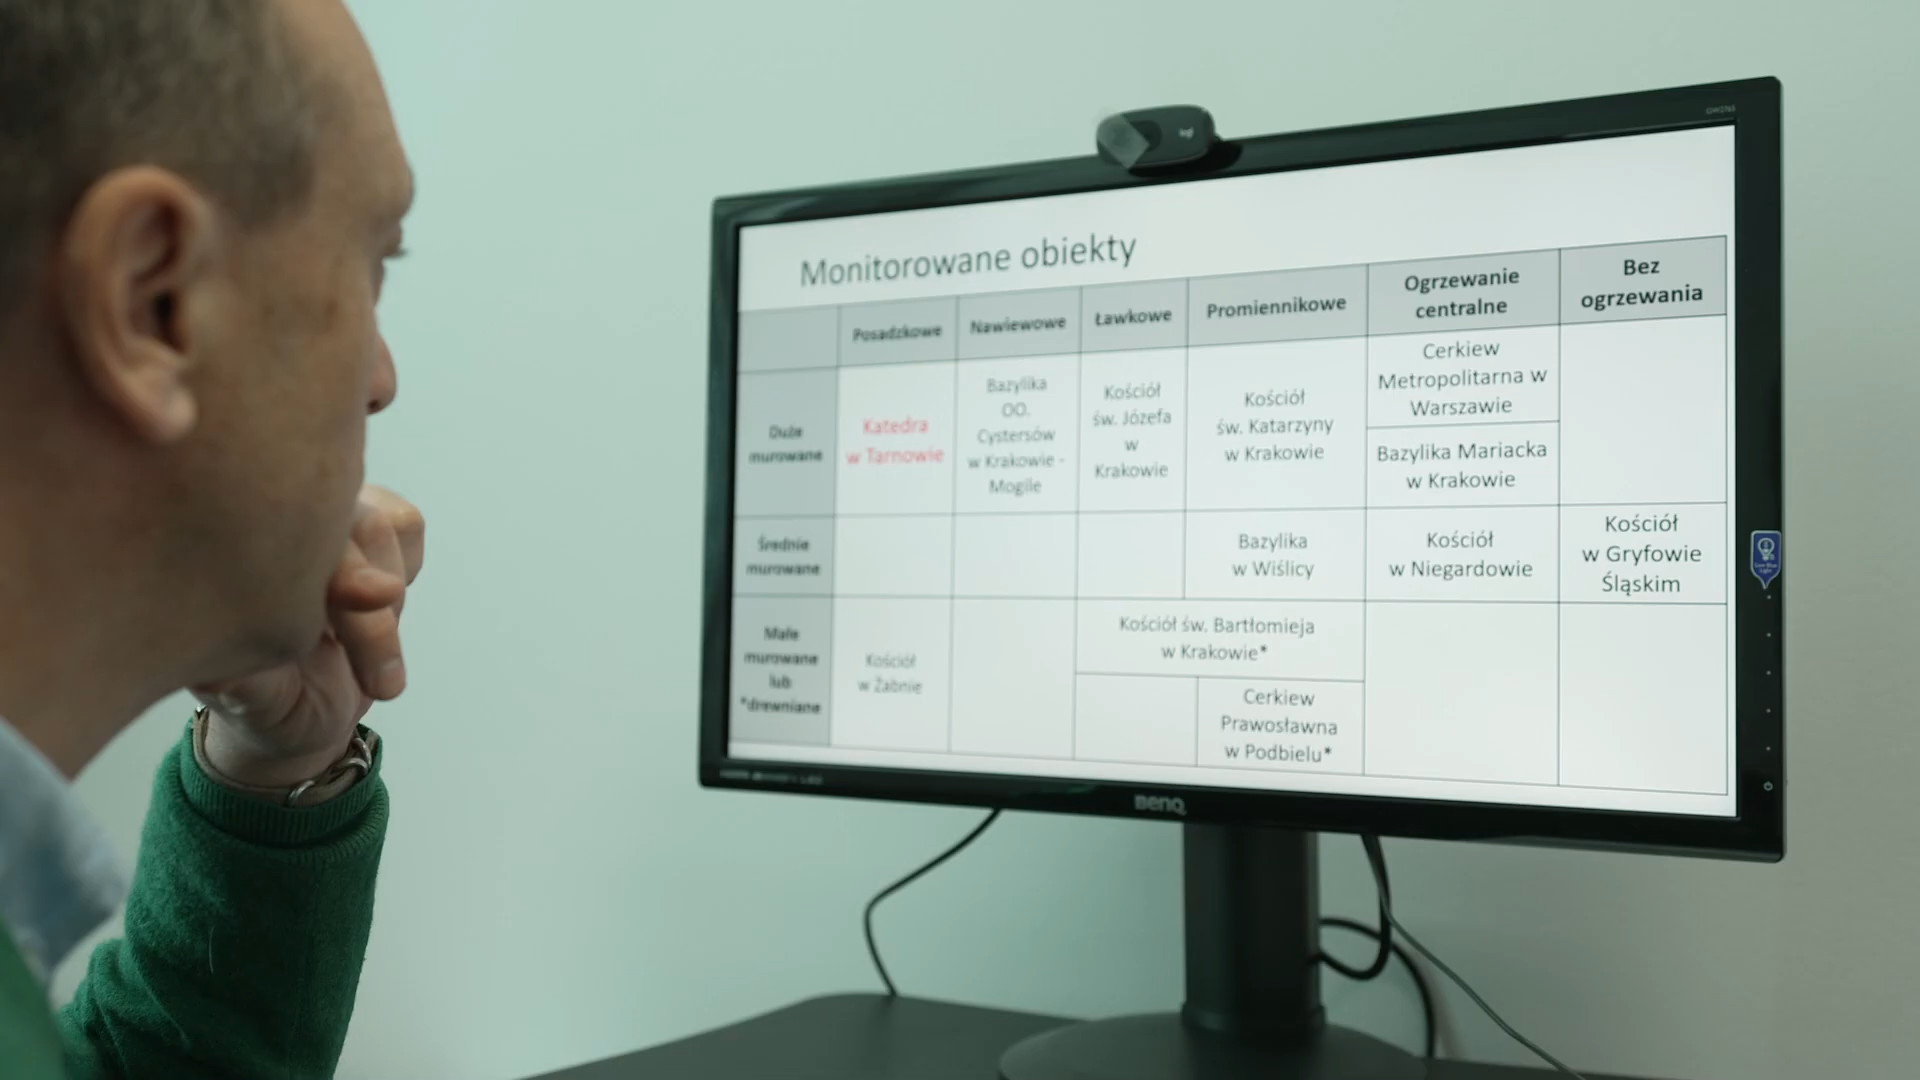 logi
Monitorowane obiekty
Posadzkowe
Nawiewowe
Ławkowe
Promiennikowe
Ogrzewanie
centralne
Bez
ogrzewania
Duże
murowane
Katedra
w Tarnowie
Bazylika
OO.
Cystersów
w Krakowie -
Mogile
Kościół
św. Józefa
w
Krakowie
Kościół
św. Katarzyny
w Krakowie
Cerkiew
Metropolitarna w
Warszawie
Bazylika Mariacka
w Krakowie
Średnie
murowane
Bazylika
w Wiślicy
Kościół
w Niegardowie
Kościół
w Gryfowie
Śląskim
Małe
murowane
lub
*drewniane
Kościół
w Żabnie
Kościół św. Bartłomieja
w Krakowie*
Cerkiew
Prawosławna
w Podbielu*
BenQ